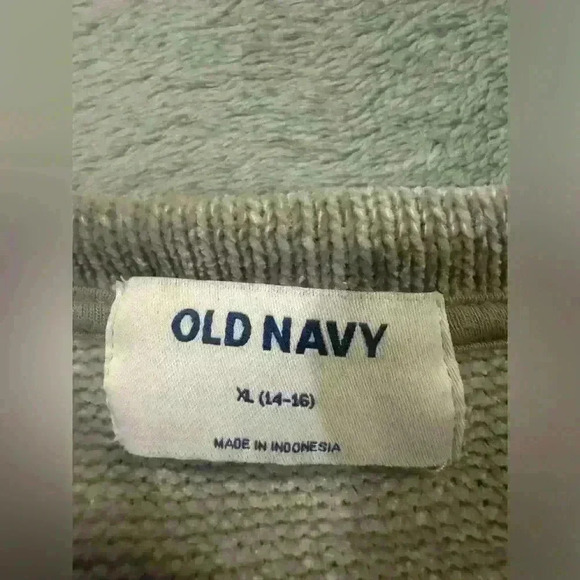 OLD NAVY
XL (14-16)
MADE IN INDONESIA